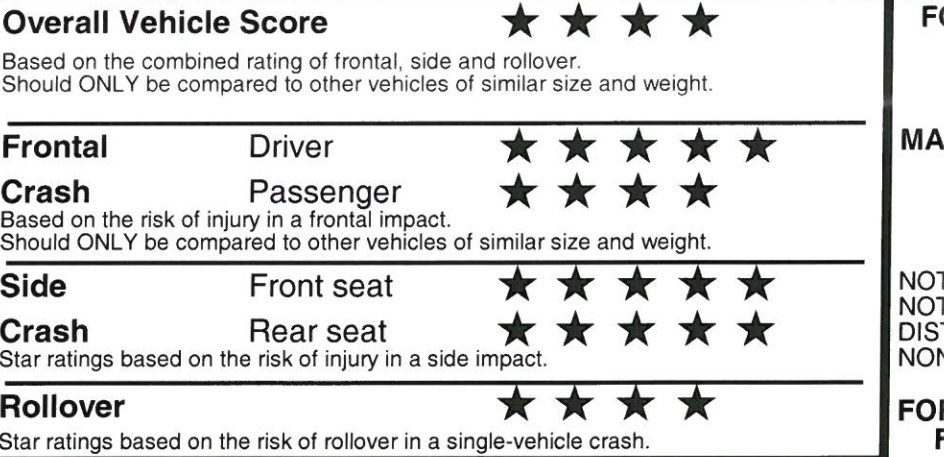 Overall Vehicle Score ★ ★ ★ ★
Based on the combined rating of frontal, side and rollover.
Should ONLY be compared to other vehicles of similar size and weight.
Frontal Driver ★ ★ ★ ★ ★
Crash Passenger ★ ★ ★ ★
Based on the risk of injury in a frontal impact.
Should ONLY be compared to other vehicles of similar size and weight.
Side Front seat ★ ★ ★ ★ ★
Crash Rear seat ★ ★ ★ ★ ★
Star ratings based on the risk of injury in a side impact.
Rollover ★ ★ ★ ★
Star ratings based on the risk of rollover in a single-vehicle crash.